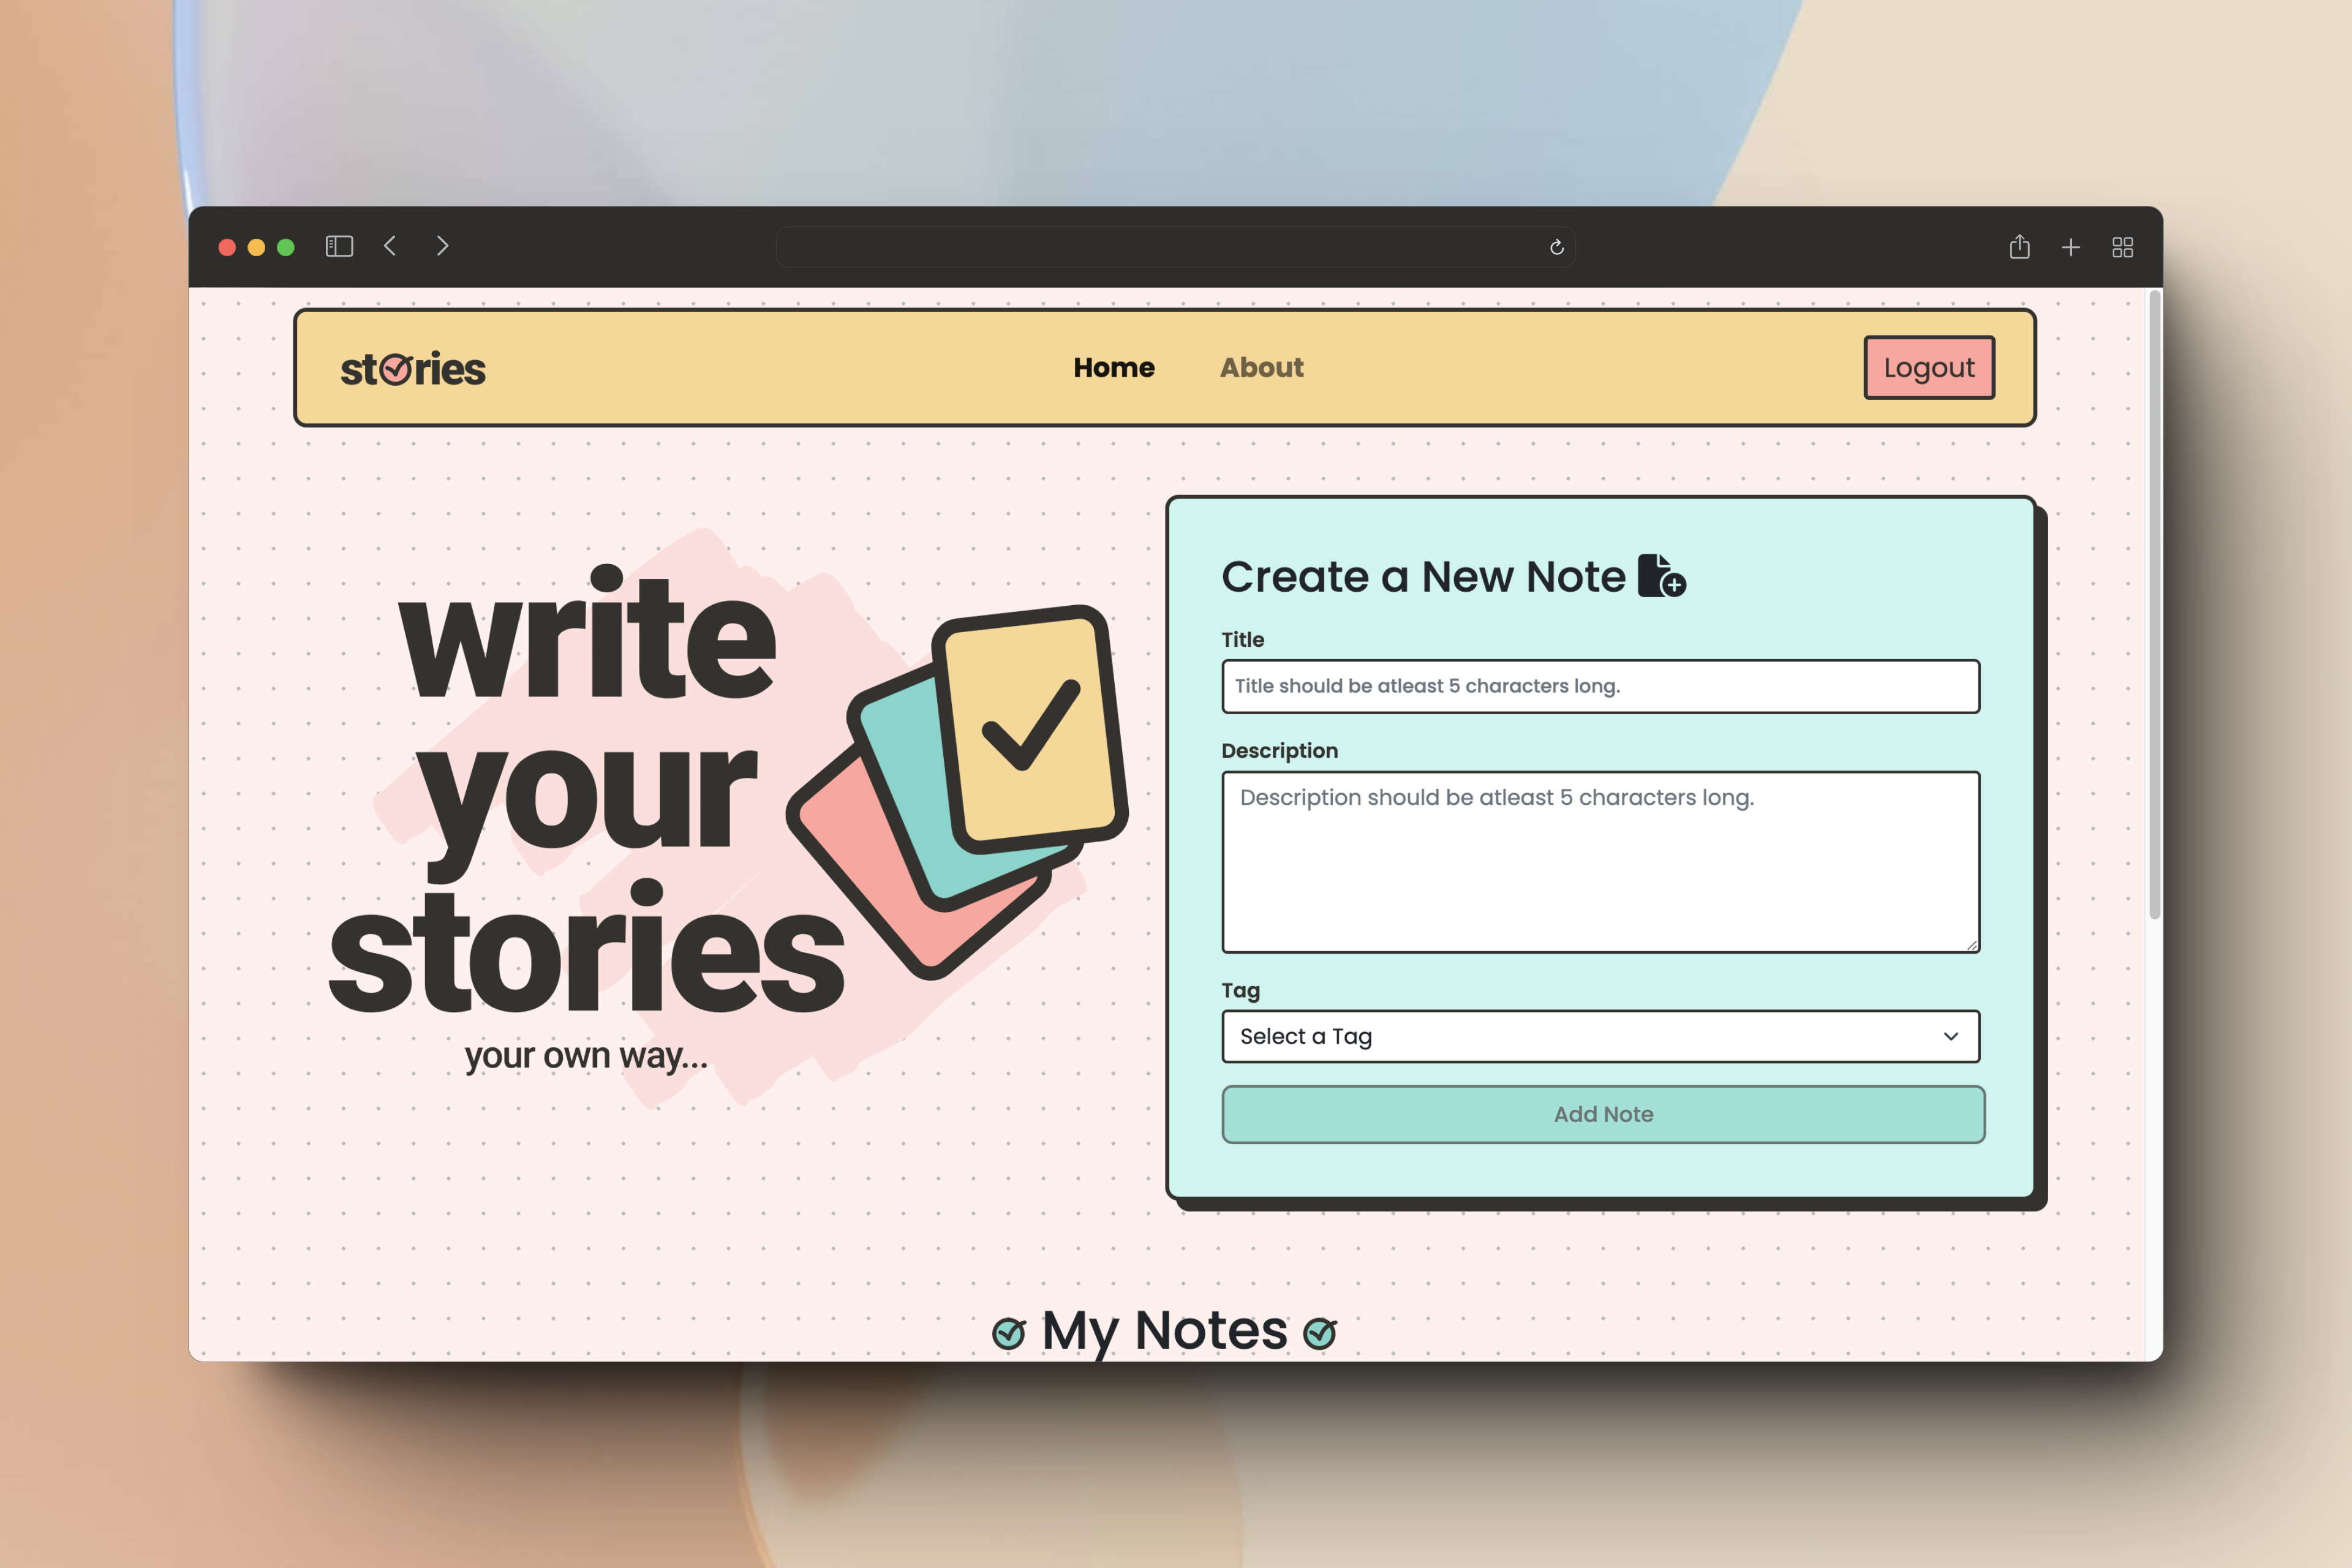 stories
Home
About
Logout
write
your
stories
your own way...
Create a New Note
Title
Title should be atleast 5 characters long.
Description
Description should be atleast 5 characters long.
Tag
Select a Tag
Add Note
My Notes